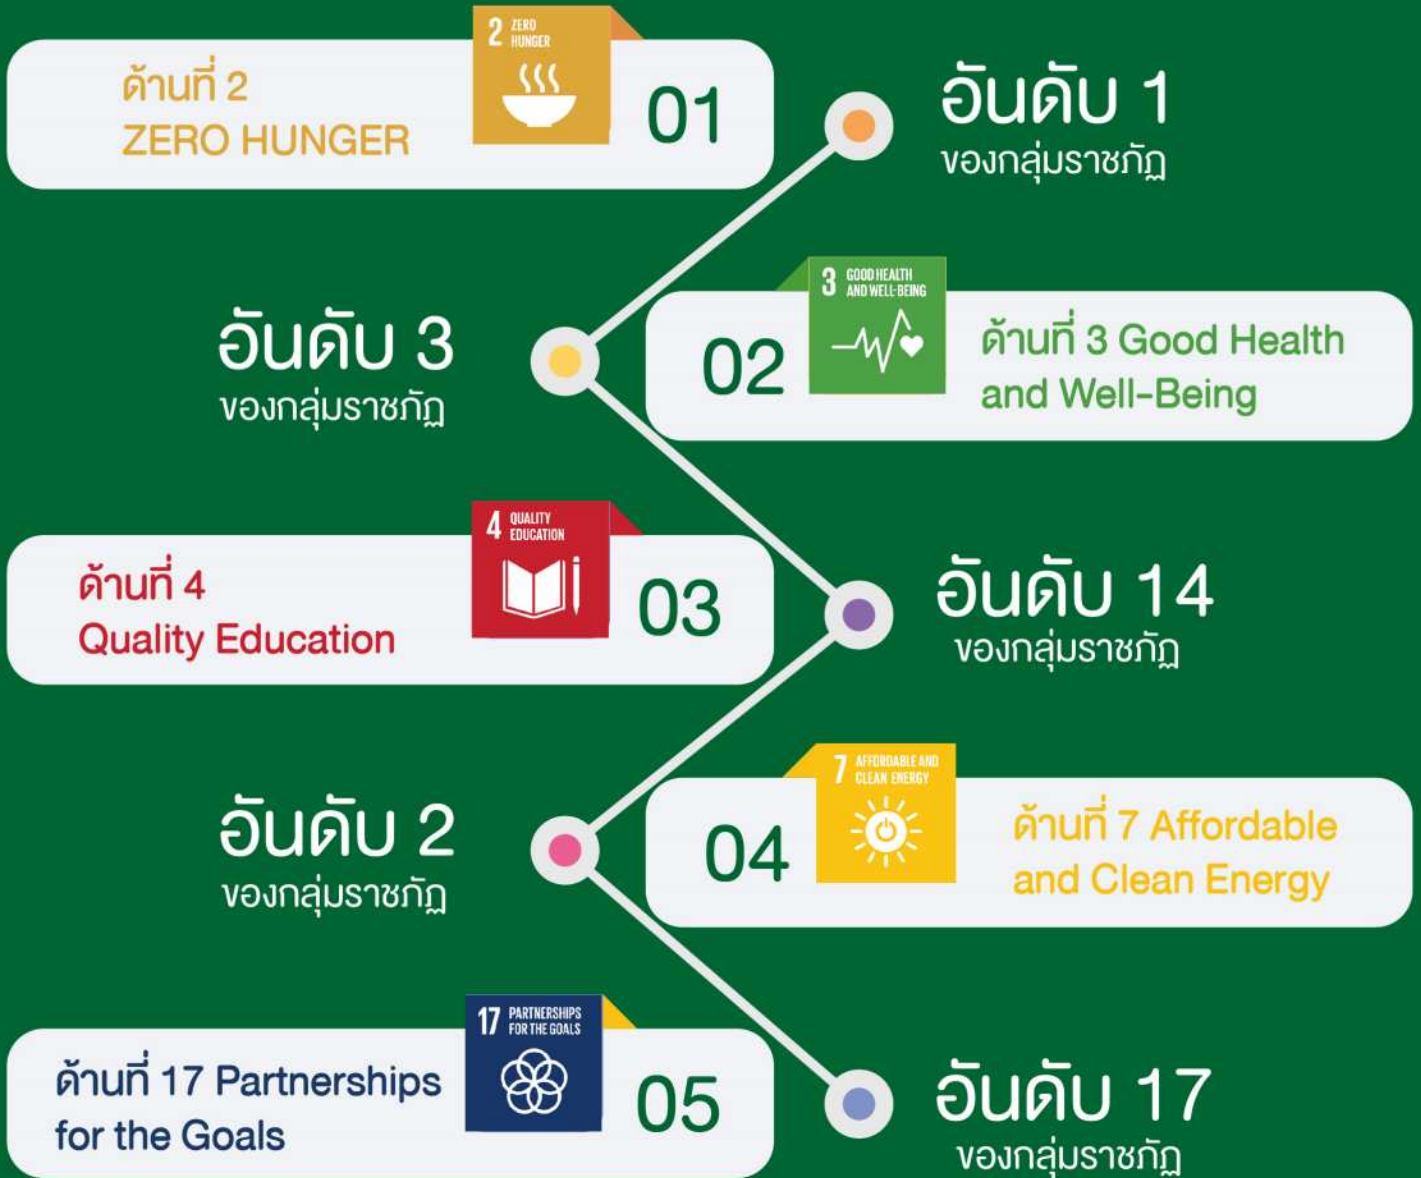 2 ZERO
HUNGER
ด้านที่ 2
ZERO HUNGER
01
อันดับ 1
ของกลุ่มราชภัฏ
อันดับ 3
ของกลุ่มราชภัฏ
02
3 GOOD HEALTH
AND WELL-BEING
ด้านที่ 3 Good Health
and Well-Being
4 QUALITY
EDUCATION
ด้านที่ 4
Quality Education
03
อันดับ 14
ของกลุ่มราชภัฏ
อันดับ 2
ของกลุ่มราชภัฏ
04
7 AFFORDABLE AND
CLEAN ENERGY
ด้านที่ 7 Affordable
and Clean Energy
17 PARTNERSHIPS
FOR THE GOALS
ด้านที่ 17 Partnerships
for the Goals
05
อันดับ 17
ของกลุ่มราชภัฏ